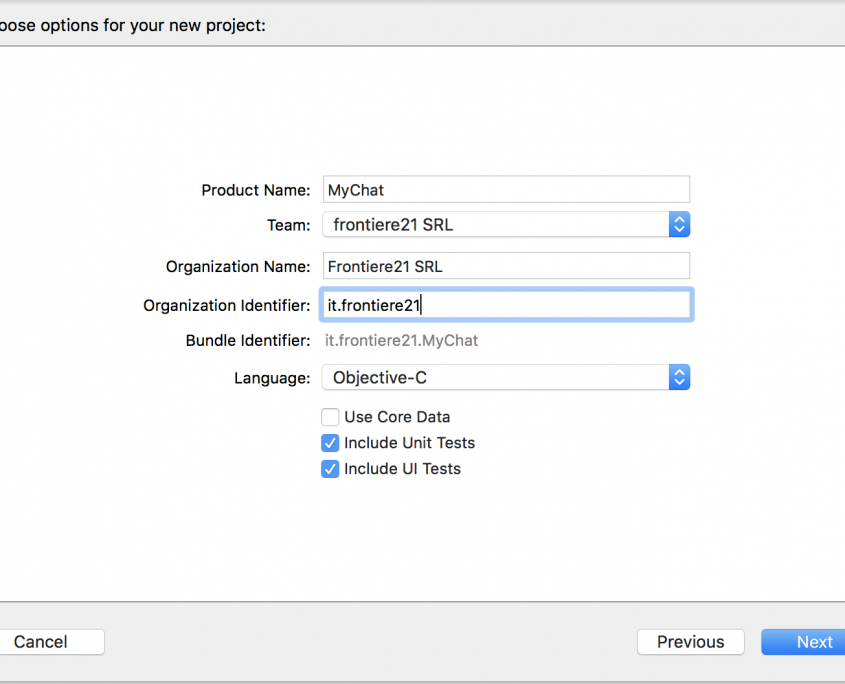 oose options for your new project:
Product Name: MyChat
Team: frontiere21 SRL
Organization Name: Frontiere21 SRL
Organization Identifier: it.frontiere21
Bundle Identifier: it.frontiere21.MyChat
Language: Objective-C
Use Core Data
Include Unit Tests
Include UI Tests
Cancel Previous Next